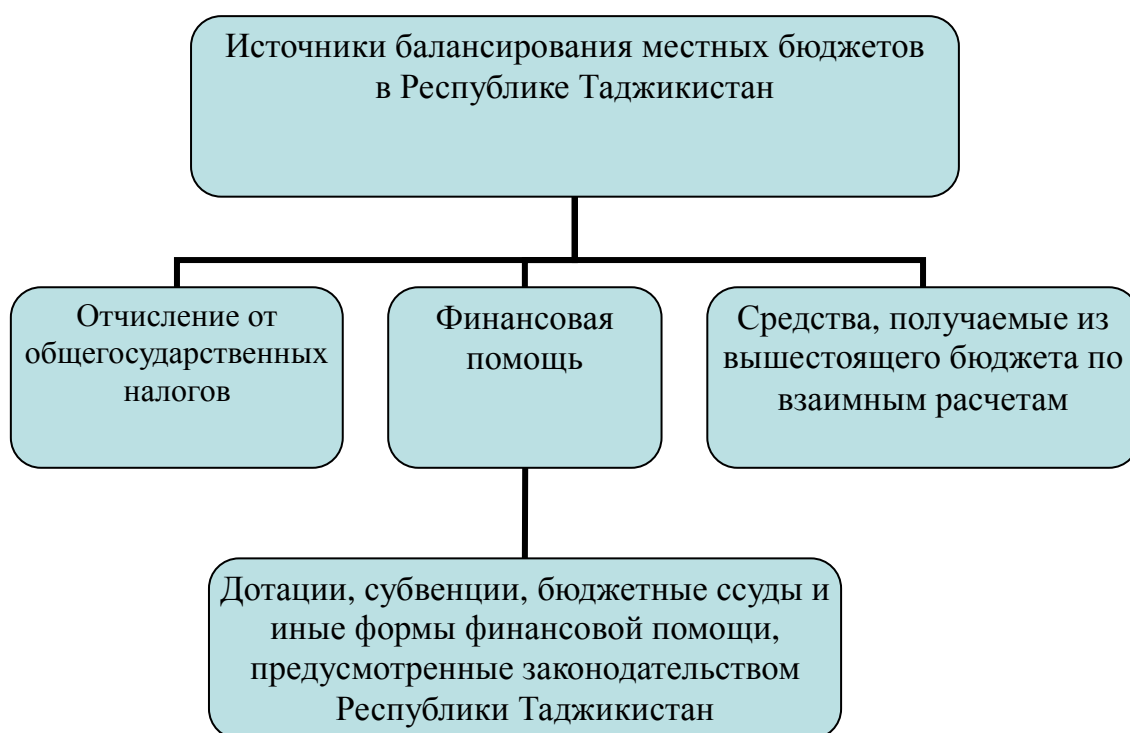 Источники балансирования местных бюджетов
в Республике Таджикистан
Отчисление от
общегосударственных
налогов
Финансовая
помощь
Средства, получаемые из
вышестоящего бюджета по
взаимным расчетам
Дотации, субвенции, бюджетные ссуды и
иные формы финансовой помощи,
предусмотренные законодательством
Республики Таджикистан